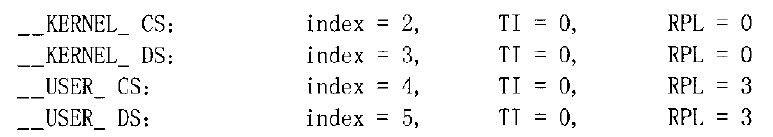 __KERNEL_ CS: index = 2, TI = 0, RPL = 0
__KERNEL_ DS: index = 3, TI = 0, RPL = 0
__USER_ CS: index = 4, TI = 0, RPL = 3
__USER_ DS: index = 5, TI = 0, RPL = 3